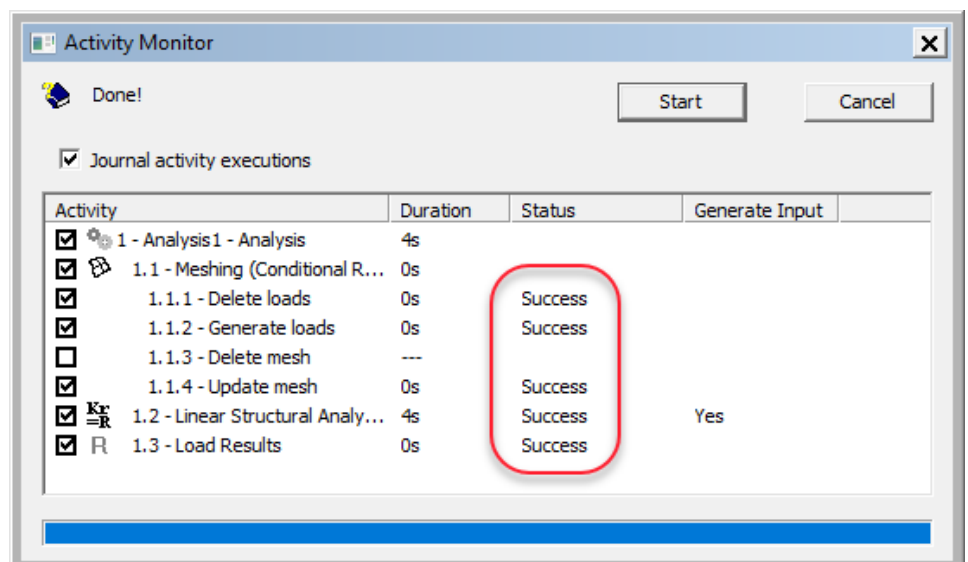 Activity Monitor
Done!
Start Cancel
Journal activity executions
Activity Duration Status Generate Input
1 - Analysis1 - Analysis 4s
1.1 - Meshing (Conditional R... 0s
1.1.1 - Delete loads 0s Success
1.1.2 - Generate loads 0s Success
1.1.3 - Delete mesh ---
1.1.4 - Update mesh 0s Success
Kr
=R 1.2 - Linear Structural Analy... 4s Success Yes
R 1.3 - Load Results 0s Success